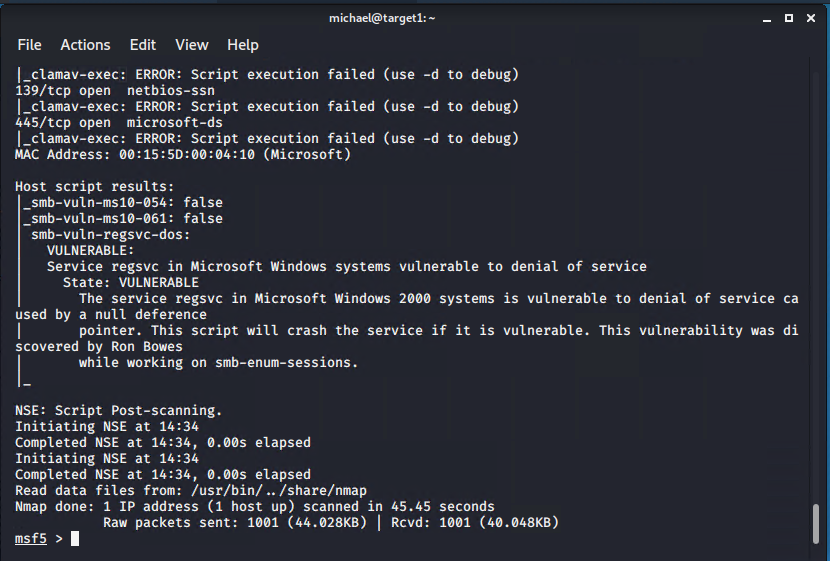 michael@target1: ~
File Actions Edit View Help
|_clamav-exec: ERROR: Script execution failed (use -d to debug)
139/tcp open  netbios-ssn
|_clamav-exec: ERROR: Script execution failed (use -d to debug)
445/tcp open  microsoft-ds
|_clamav-exec: ERROR: Script execution failed (use -d to debug)
MAC Address: 00:15:5D:00:04:10 (Microsoft)
Host script results:
|_smb-vuln-ms10-054: false
|_smb-vuln-ms10-061: false
| smb-vuln-regsvc-dos:
|   VULNERABLE:
|   Service regsvc in Microsoft Windows systems vulnerable to denial of service
|     State: VULNERABLE
|       The service regsvc in Microsoft Windows 2000 systems is vulnerable to denial of service ca
used by a null deference
|       pointer. This script will crash the service if it is vulnerable. This vulnerability was di
scovered by Ron Bowes
|       while working on smb-enum-sessions.
|_
NSE: Script Post-scanning.
Initiating NSE at 14:34
Completed NSE at 14:34, 0.00s elapsed
Initiating NSE at 14:34
Completed NSE at 14:34, 0.00s elapsed
Read data files from: /usr/bin/../share/nmap
Nmap done: 1 IP address (1 host up) scanned in 45.45 seconds
           Raw packets sent: 1001 (44.028KB) | Rcvd: 1001 (40.048KB)
msf5 >